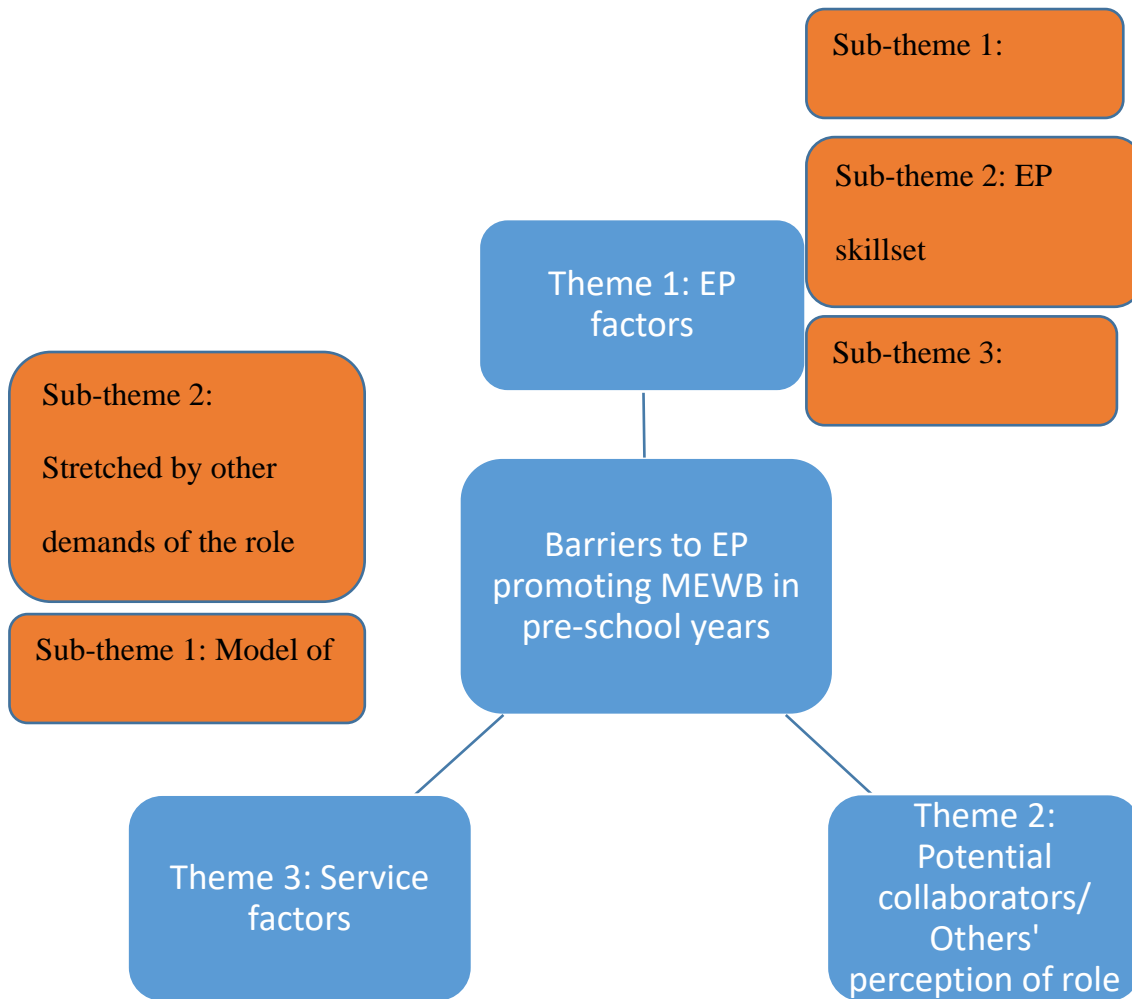 Sub-theme 1:
Sub-theme 2: EP
skillset
Sub-theme 3:
Theme 1: EP
factors
Sub-theme 2:
Stretched by other
demands of the role
Sub-theme 1: Model of
Barriers to EP
promoting MEWB in
pre-school years
Theme 3: Service
factors
Theme 2:
Potential
collaborators/
Others'
perception of role